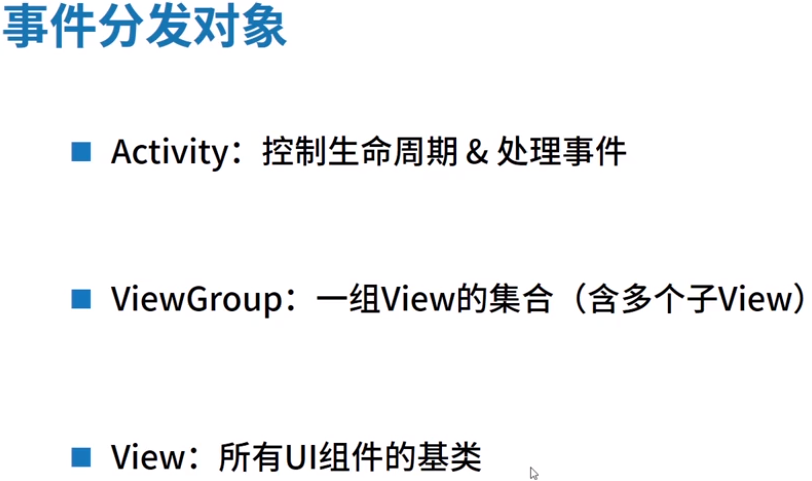 事件分发对象
Activity：控制生命周期 & 处理事件
ViewGroup：一组View的集合（含多个子View）
View：所有UI组件的基类